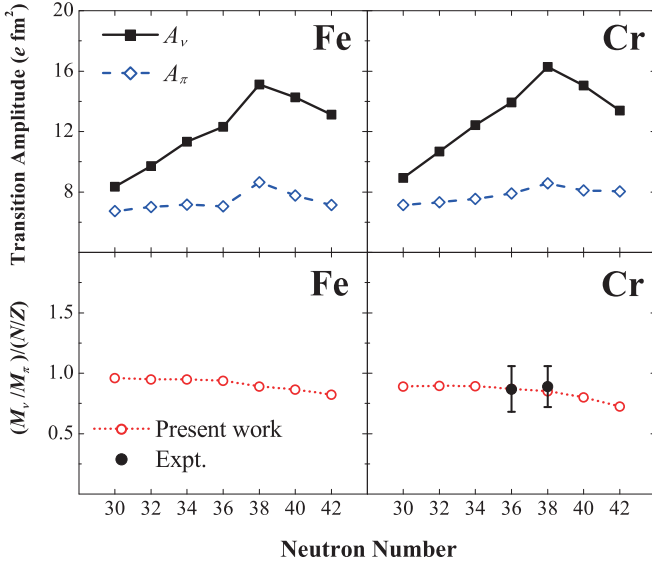 Transition Amplitude (e fm²)
20
16
12
8
Aν
Aπ
Fe
Cr
(Mν/Mπ)/(N/Z)
1.5
1.0
0.5
Fe
Cr
Present work
Expt.
30 32 34 36 38 40 42 30 32 34 36 38 40 42
Neutron Number